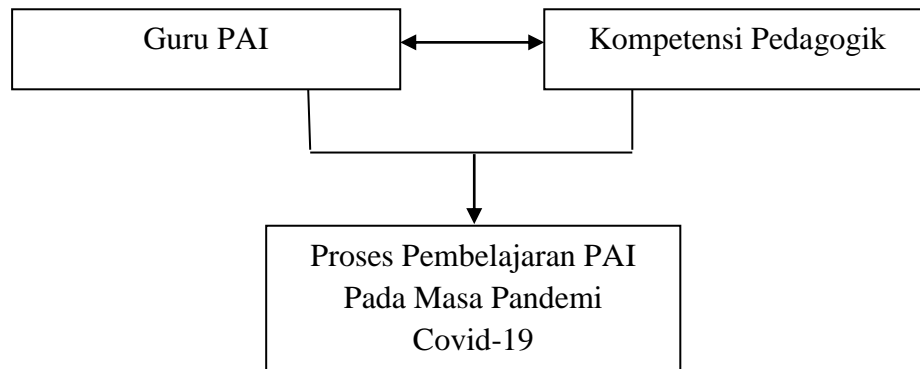 Guru PAI
Kompetensi Pedagogik
Proses Pembelajaran PAI
Pada Masa Pandemi
Covid-19